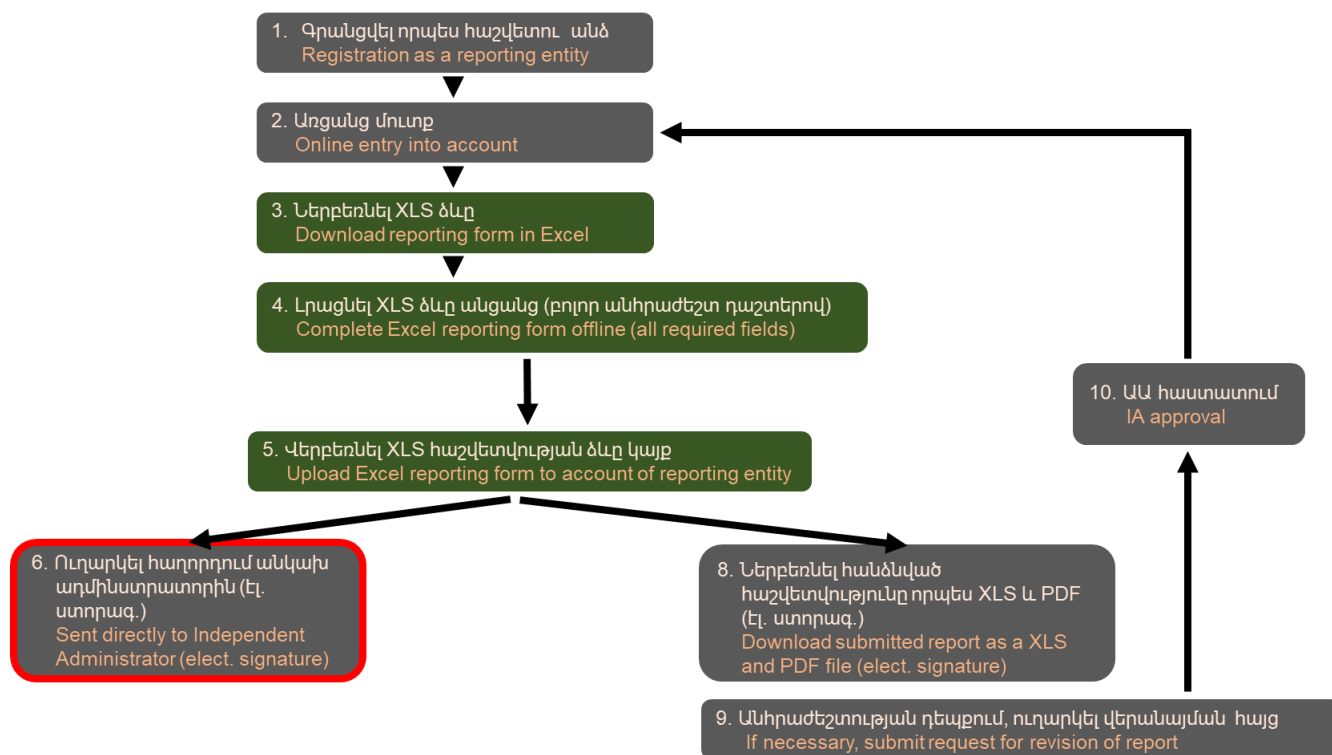 1. Գրանցվել որպես հաշվետու անձ
Registration as a reporting entity
2. Առցանց մուտք
Online entry into account
3. Ներբեռնել XLS ձևը
Download reporting form in Excel
4. Լրացնել XLS ձևը անցանց (բոլոր անհրաժեշտ դաշտերով)
Complete Excel reporting form offline (all required fields)
10. ԱԱ հաստատում
IA approval
5. Վերբեռնել XLS հաշվետվության ձևը կայք
Upload Excel reporting form to account of reporting entity
6. Ուղարկել հաղորդում անկախ
ադմինստրատորին (էլ.
ստորագ.)
Sent directly to Independent
Administrator (elect. signature)
8. Ներբեռնել հանձնված
հաշվետվությունը որպես XLS և PDF
(էլ. ստորագ.)
Download submitted report as a XLS
and PDF file (elect. signature)
9. Անհրաժեշտության դեպքում, ուղարկել վերանայման հայց
If necessary, submit request for revision of report